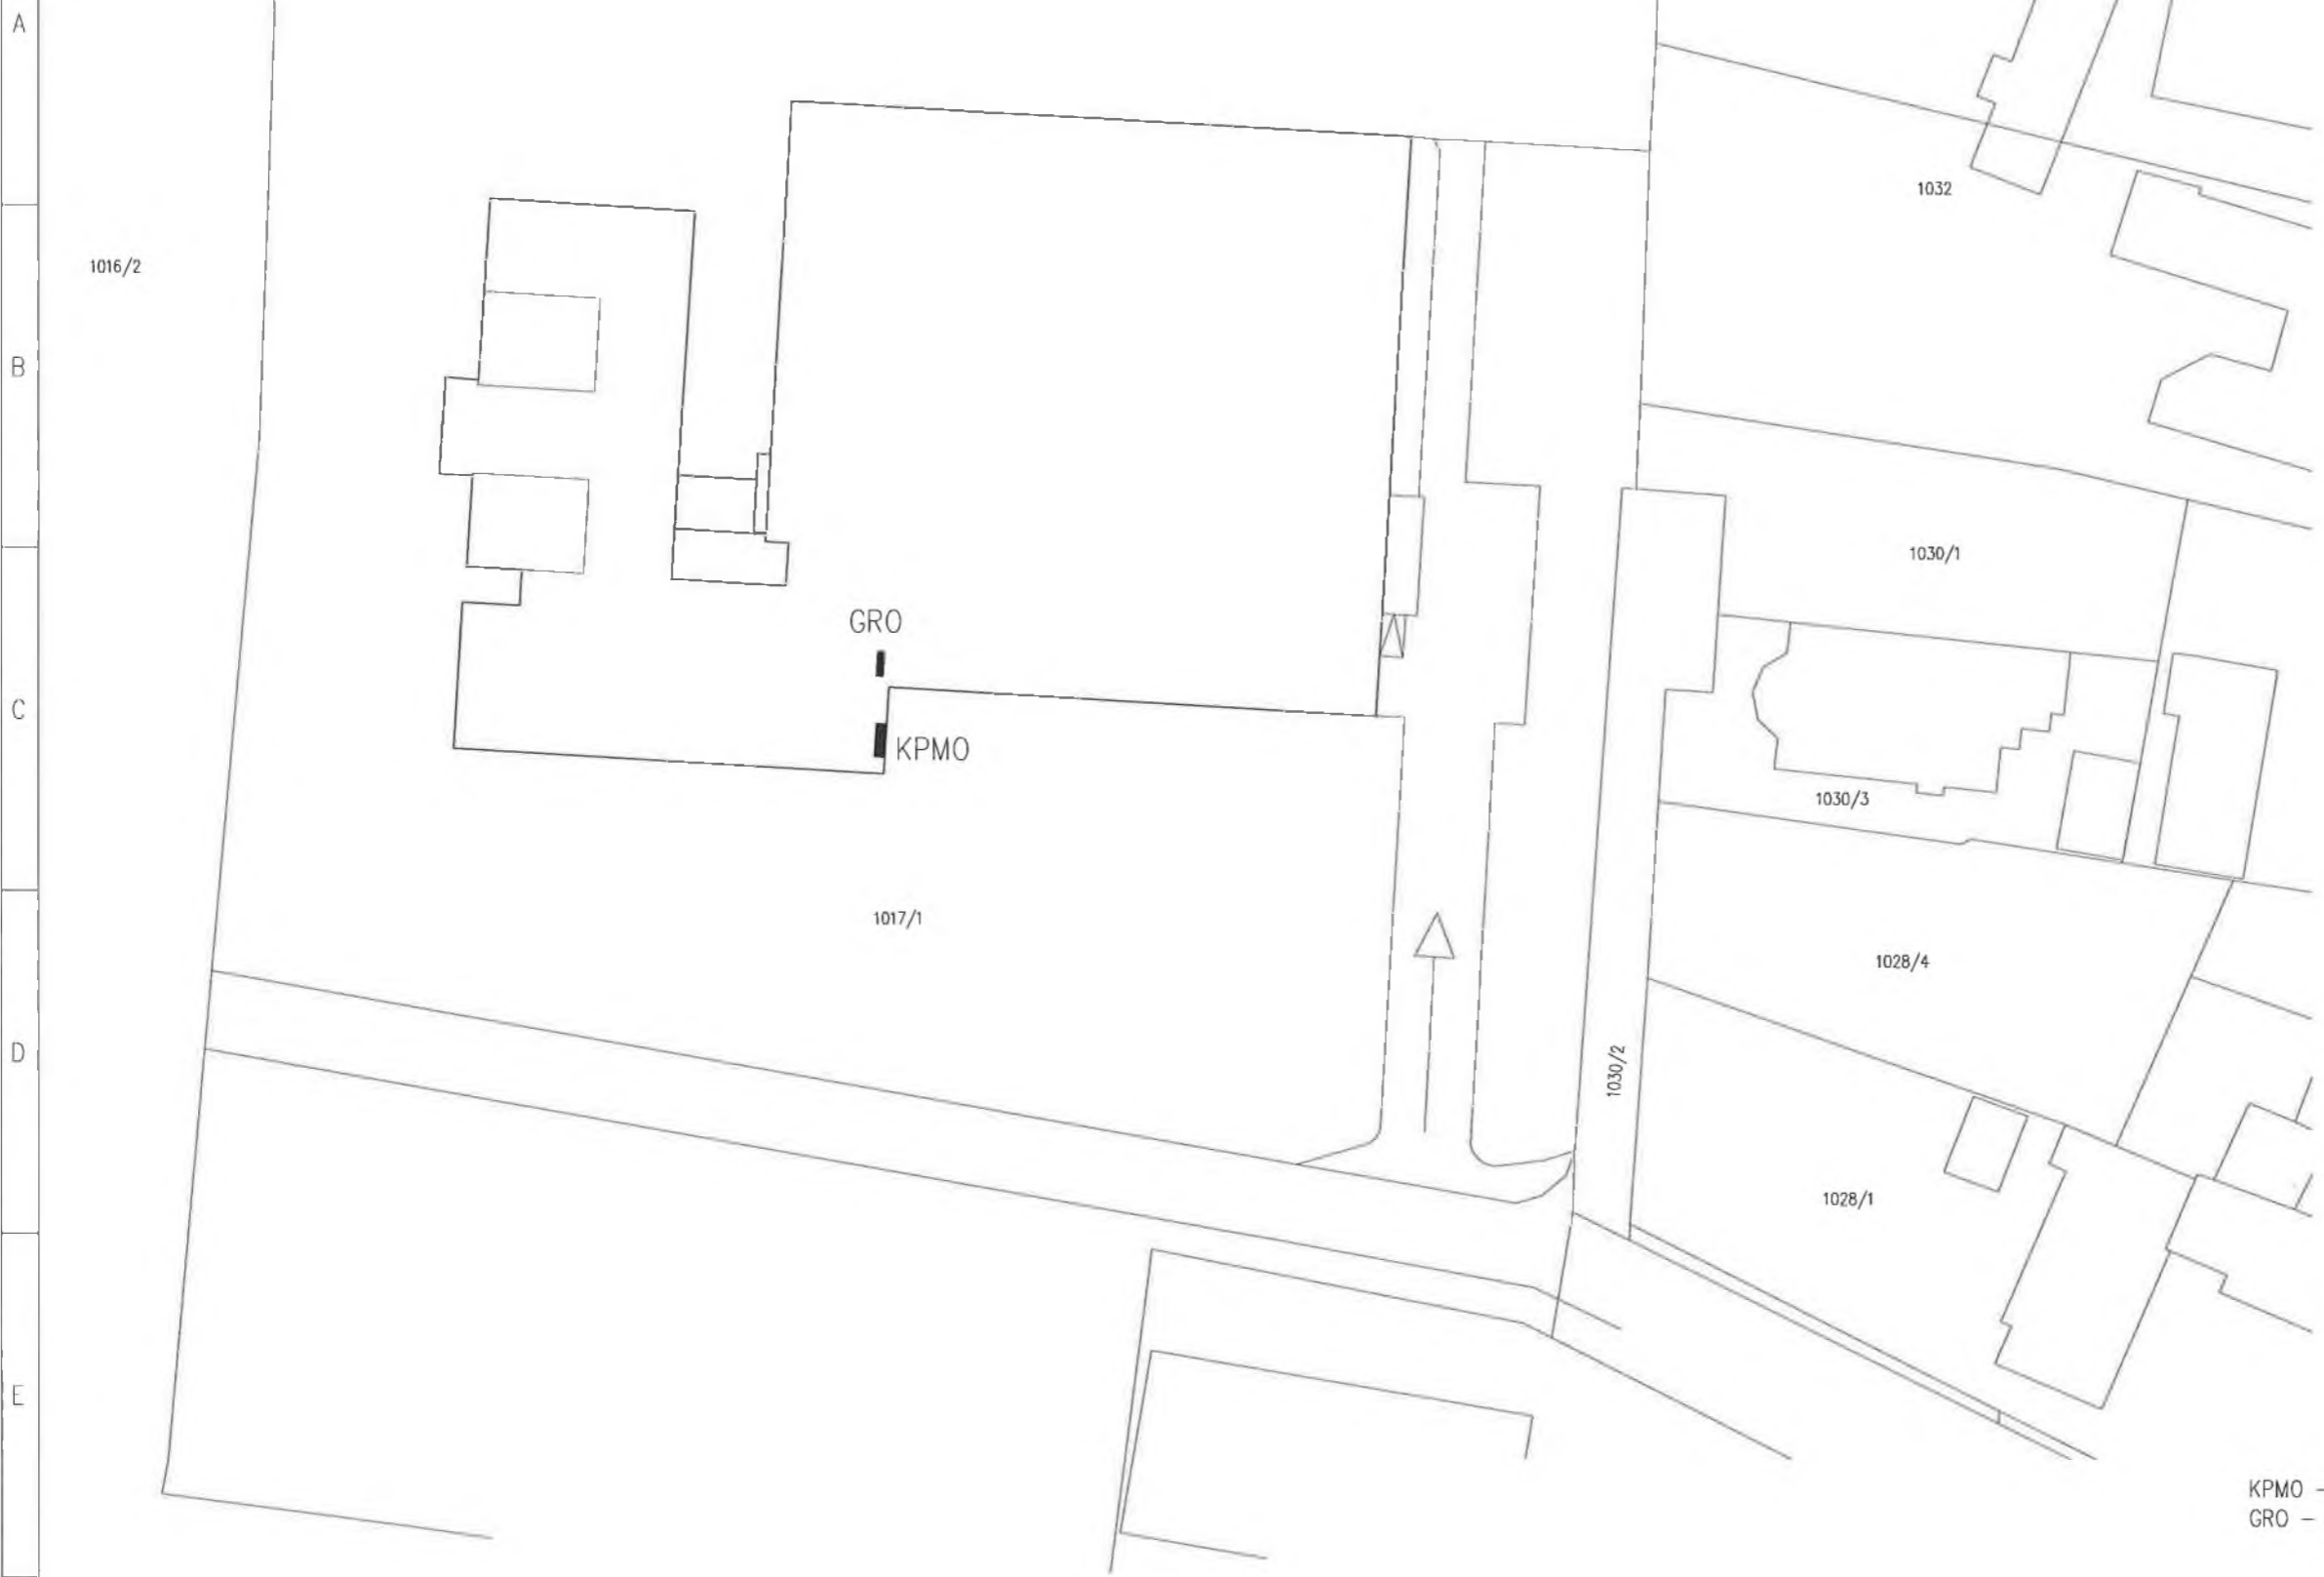 A
1032
1016/2
B
1030/1
GRO
C
KPMO
1030/3
1017/1
1028/4
D
1030/2
1028/1
E
KPMO –
GRO –